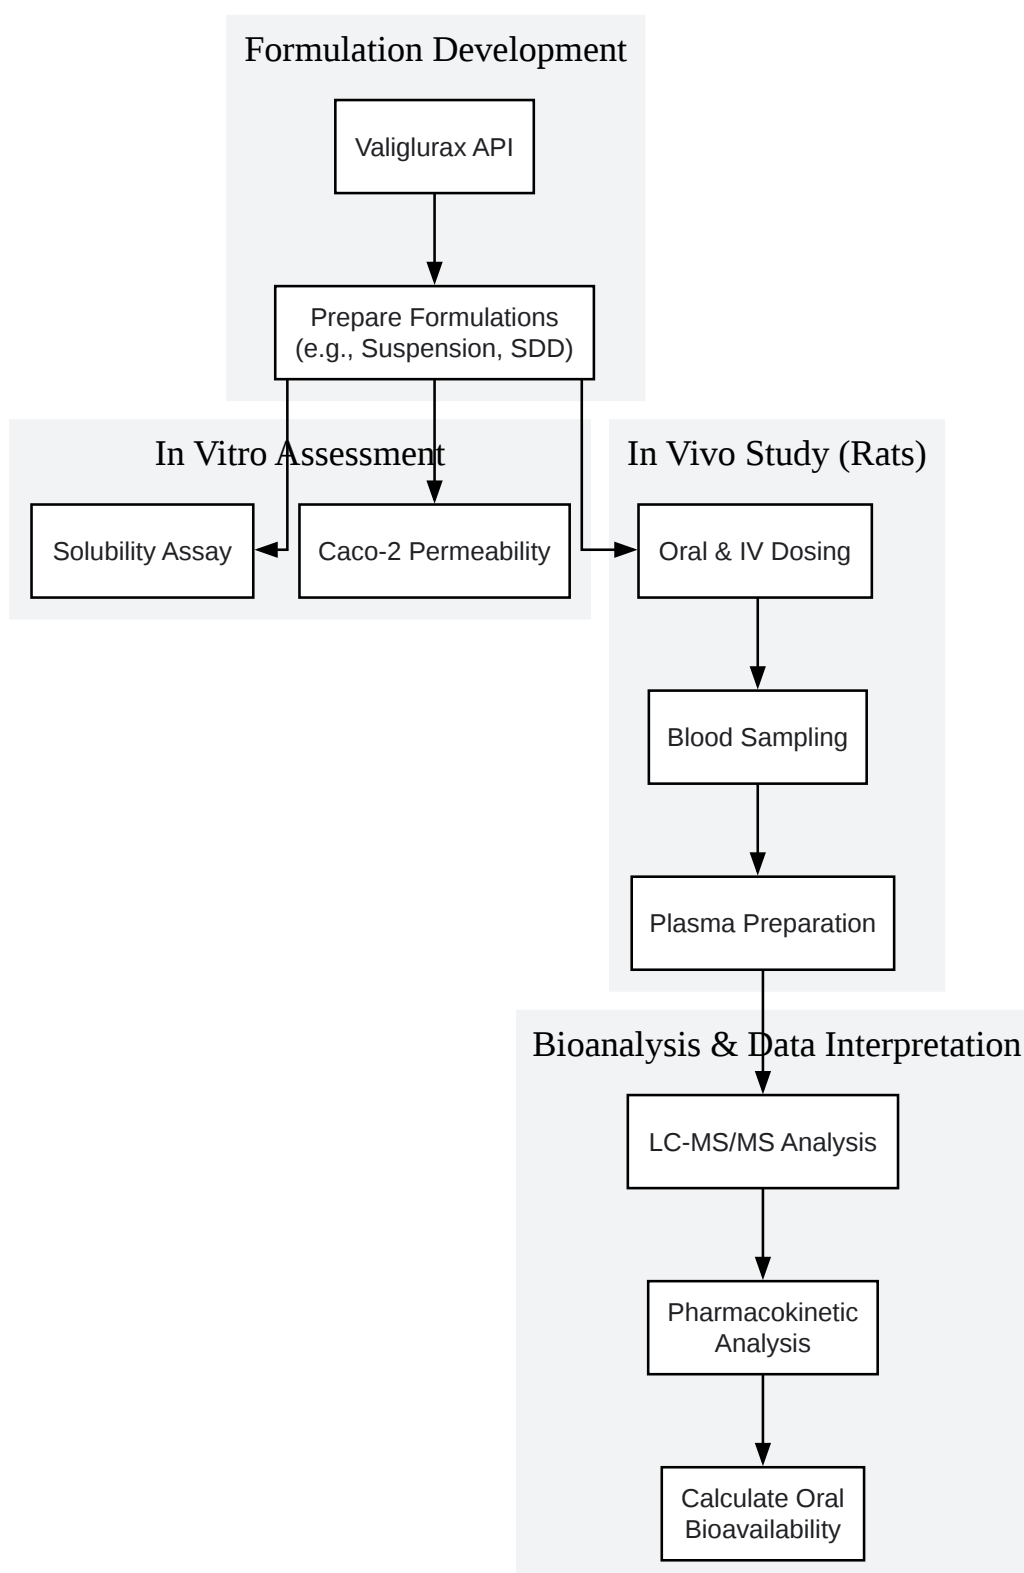 Formulation Development
Valiglurax API
Prepare Formulations
(e.g., Suspension, SDD)
In Vitro Assessment
In Vivo Study (Rats)
Solubility Assay
Caco-2 Permeability
Oral & IV Dosing
Blood Sampling
Plasma Preparation
Bioanalysis & Data Interpretation
LC-MS/MS Analysis
Pharmacokinetic
Analysis
Calculate Oral
Bioavailability